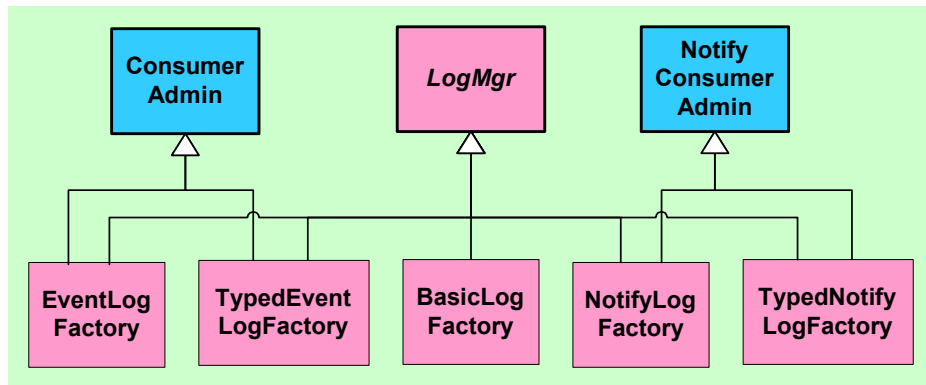 Consumer
Admin
LogMgr
Notify
Consumer
Admin
EventLog
Factory
TypedEvent
LogFactory
BasicLog
Factory
NotifyLog
Factory
TypedNotify
LogFactory